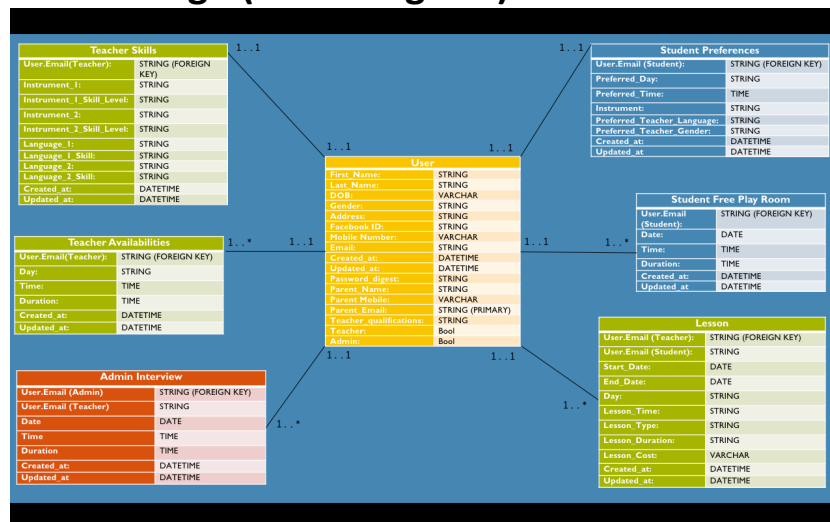 1..1
1..1
Teacher Skills
User.Email(Teacher): STRING (FOREIGN KEY)
Instrument_1: STRING
Instrument_1_Skill_Level: STRING
Instrument_2: STRING
Instrument_2_Skill_Level: STRING
Language_1: STRING
Language_1_Skill: STRING
Language_2: STRING
Language_2_Skill: STRING
Created_at: DATETIME
Updated_at: DATETIME
Student Preferences
User.Email (Student): STRING (FOREIGN KEY)
Preferred_Day: STRING
Preferred_Time: TIME
Instrument: STRING
Preferred_Teacher_Language: STRING
Preferred_Teacher_Gender: STRING
Created_at: DATETIME
Updated_at DATETIME
1..1
1..1
User
First_Name: STRING
Last_Name: STRING
DOB: VARCHAR
Gender: STRING
Address: STRING
Facebook ID: STRING
Mobile Number: VARCHAR
Email: STRING
Created_at: DATETIME
Updated_at: DATETIME
Password_digest: STRING
Parent_Name: STRING
Parent Mobile: VARCHAR
Parent_Email: STRING (PRIMARY)
Teacher_qualifications: STRING
Teacher: Bool
Admin: Bool
Student Free Play Room
User.Email (Student): STRING (FOREIGN KEY)
Date: DATE
Time: TIME
Duration: TIME
Created_at: DATETIME
Updated_at DATETIME
Teacher Availabilities
User.Email(Teacher): STRING (FOREIGN KEY)
Day: STRING
Time: TIME
Duration: TIME
Created_at: DATETIME
Updated_at: DATETIME
1..*
1..1
1..1
1..*
1..1
1..1
Lesson
User.Email (Teacher): STRING (FOREIGN KEY)
User.Email (Student): STRING
Start_Date: DATE
End_Date: DATE
Day: STRING
Lesson_Time: STRING
Lesson_Type: STRING
Lesson_Duration: STRING
Lesson_Cost: VARCHAR
Created_at: DATETIME
Updated_at: DATETIME
Admin Interview
User.Email (Admin) STRING (FOREIGN KEY)
User.Email (Teacher) STRING
Date DATE
Time TIME
Duration TIME
Created_at: DATETIME
Updated_at DATETIME
1..*
1..*